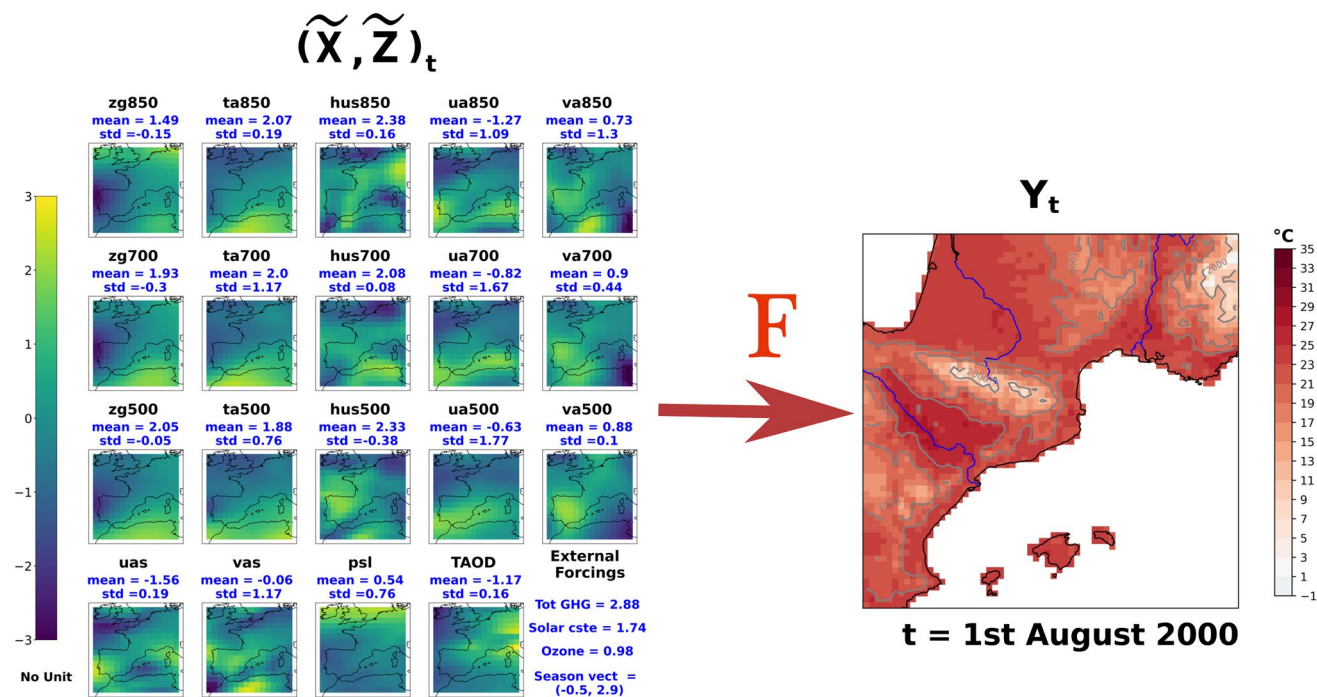 (X̃, Z̃)t
zg850 ta850 hus850 ua850 va850
mean = 1.49 mean = 2.07 mean = 2.38 mean = -1.27 mean = 0.73
std =-0.15 std =0.19 std =0.16 std =1.09 std =1.3
zg700 ta700 hus700 ua700 va700
mean = 1.93 mean = 2.0 mean = 2.08 mean = -0.82 mean = 0.9
std =-0.3 std =1.17 std =0.08 std =1.67 std =0.44
zg500 ta500 hus500 ua500 va500
mean = 2.05 mean = 1.88 mean = 2.33 mean = -0.63 mean = 0.88
std =-0.05 std =0.76 std =-0.38 std =1.77 std =0.1
uas vas psl TAOD External
Forcings
mean = -1.56 mean = -0.06 mean = 0.54 mean = -1.17
std =0.19 std =1.17 std =0.76 std =0.16
Tot GHG = 2.88
Solar cste = 1.74
Ozone = 0.98
Season vect =
(-0.5, 2.9)
3
2
1
0
−1
−2
−3
No Unit
F
Yt
2000
2000
°C
35
33
31
29
27
25
23
21
19
17
15
13
11
9
7
5
3
1
−1
t = 1st August 2000